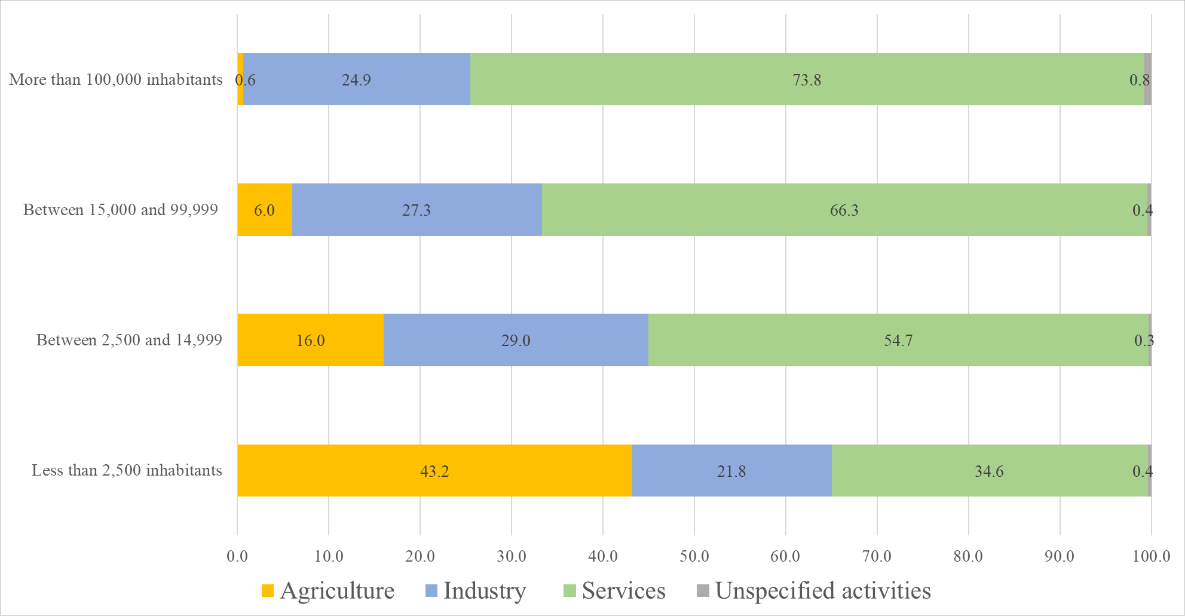 More than 100,000 inhabitants 0.6 24.9 73.8 0.8
Between 15,000 and 99,999 6.0 27.3 66.3 0.4
Between 2,500 and 14,999 16.0 29.0 54.7 0.3
Less than 2,500 inhabitants 43.2 21.8 34.6 0.4
0.0 10.0 20.0 30.0 40.0 50.0 60.0 70.0 80.0 90.0 100.0
Agriculture Industry Services Unspecified activities